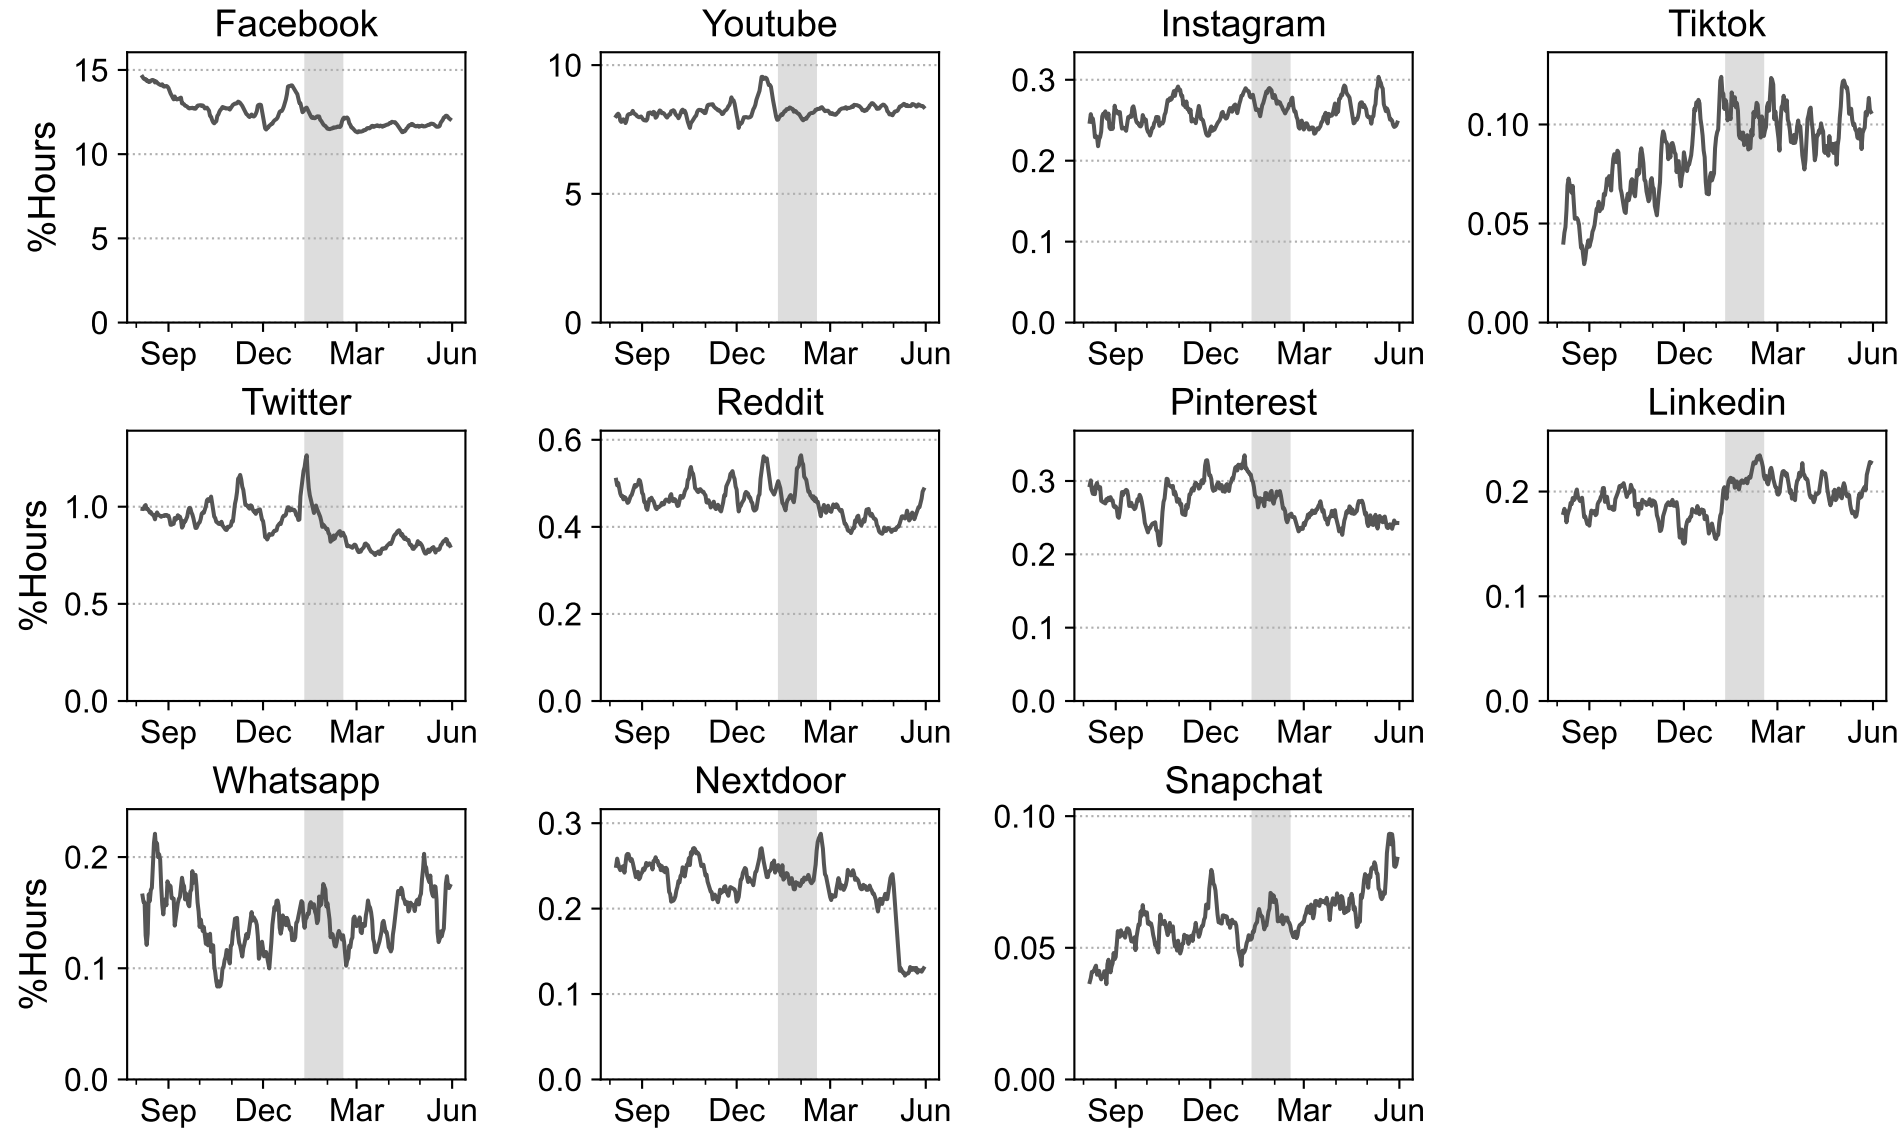 Facebook Youtube Instagram Tiktok
%Hours
15
10
5
0
Sep Dec Mar Jun
10
5
0
Sep Dec Mar Jun
0.3
0.2
0.1
0.0
Sep Dec Mar Jun
0.10
0.05
0.00
Sep Dec Mar Jun
Twitter Reddit Pinterest Linkedin
%Hours
1.0
0.5
0.0
Sep Dec Mar Jun
0.6
0.4
0.2
0.0
Sep Dec Mar Jun
0.3
0.2
0.1
0.0
Sep Dec Mar Jun
0.2
0.1
0.0
Sep Dec Mar Jun
Whatsapp Nextdoor Snapchat
%Hours
0.2
0.1
0.0
Sep Dec Mar Jun
0.3
0.2
0.1
0.0
Sep Dec Mar Jun
0.10
0.05
0.00
Sep Dec Mar Jun